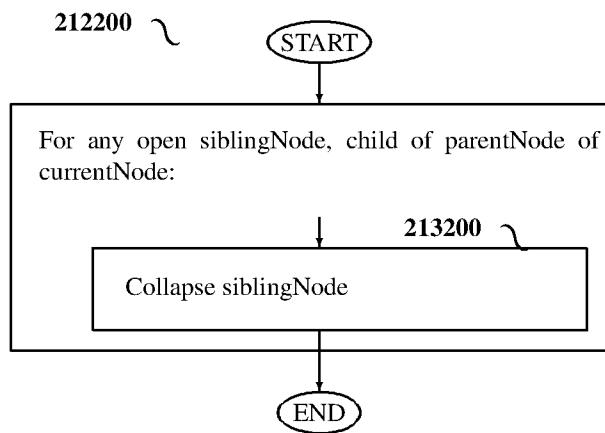 212200
START
For any open siblingNode, child of parentNode of
currentNode:
213200
Collapse siblingNode
END